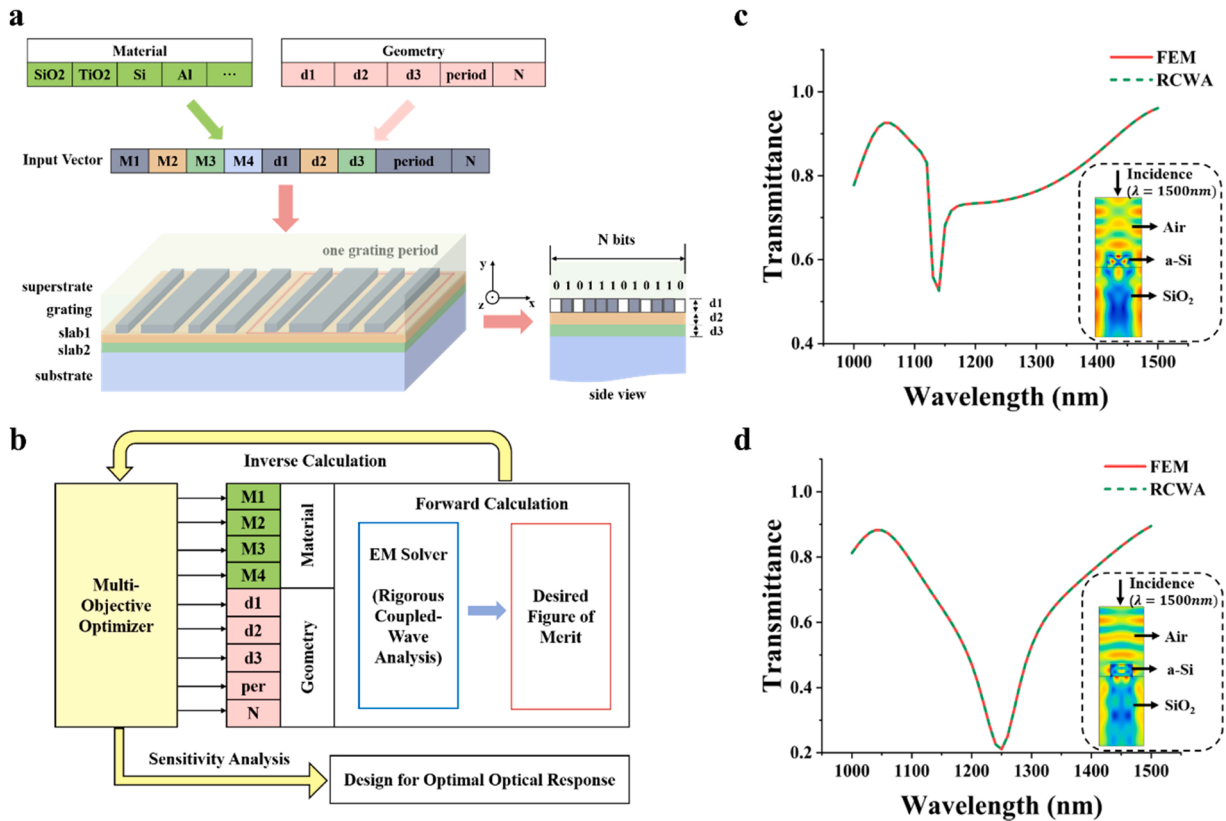 a
Material
SiO2 TiO2 Si Al ...
Geometry
d1 d2 d3 period N
Input Vector M1 M2 M3 M4 d1 d2 d3 period N
one grating period
superstrate
grating
slab1
slab2
substrate
y
z
x
N bits
0 1 0 1 1 1 0 1 0 1 1 0
d1
d2
d3
side view
b
Inverse Calculation
Multi-
Objective
Optimizer
M1
M2
M3
M4
d1
d2
d3
per
N
Material
Geometry
Forward Calculation
EM Solver
(Rigorous
Coupled-
Wave
Analysis)
Desired
Figure of
Merit
Sensitivity Analysis
Design for Optimal Optical Response
c
FEM
RCWA
Transmittance
1.0
0.8
0.6
0.4
1000 1100 1200 1300 1400 1500
Wavelength (nm)
Incidence
(λ = 1500nm)
Air
a-Si
SiO₂
d
FEM
RCWA
Transmittance
1.0
0.8
0.6
0.4
0.2
1000 1100 1200 1300 1400 1500
Wavelength (nm)
Incidence
(λ = 1500nm)
Air
a-Si
SiO₂